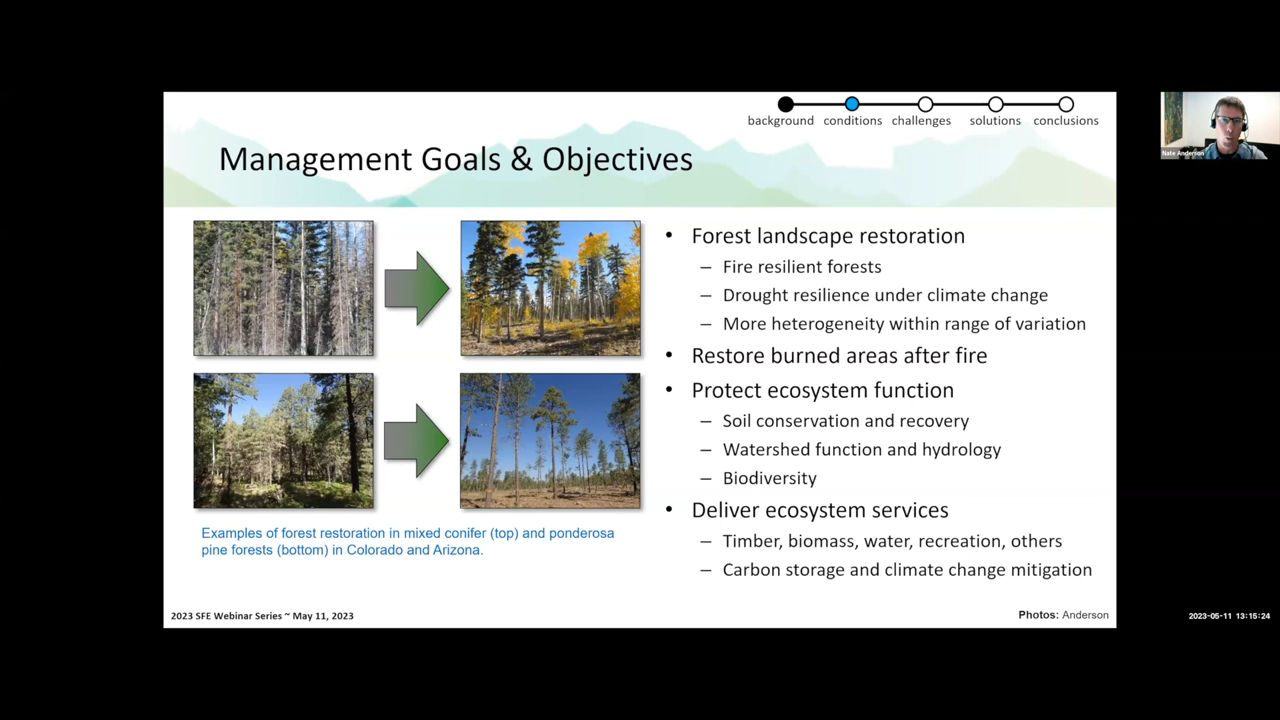 background conditions challenges solutions conclusions
Management Goals & Objectives
• Forest landscape restoration
– Fire resilient forests
– Drought resilience under climate change
– More heterogeneity within range of variation
• Restore burned areas after fire
• Protect ecosystem function
– Soil conservation and recovery
– Watershed function and hydrology
– Biodiversity
• Deliver ecosystem services
– Timber, biomass, water, recreation, others
– Carbon storage and climate change mitigation
Examples of forest restoration in mixed conifer (top) and ponderosa
pine forests (bottom) in Colorado and Arizona.
2023 SFE Webinar Series ~ May 11, 2023
Photos: Anderson
Nate Anderson
2023-05-11 13:15:24